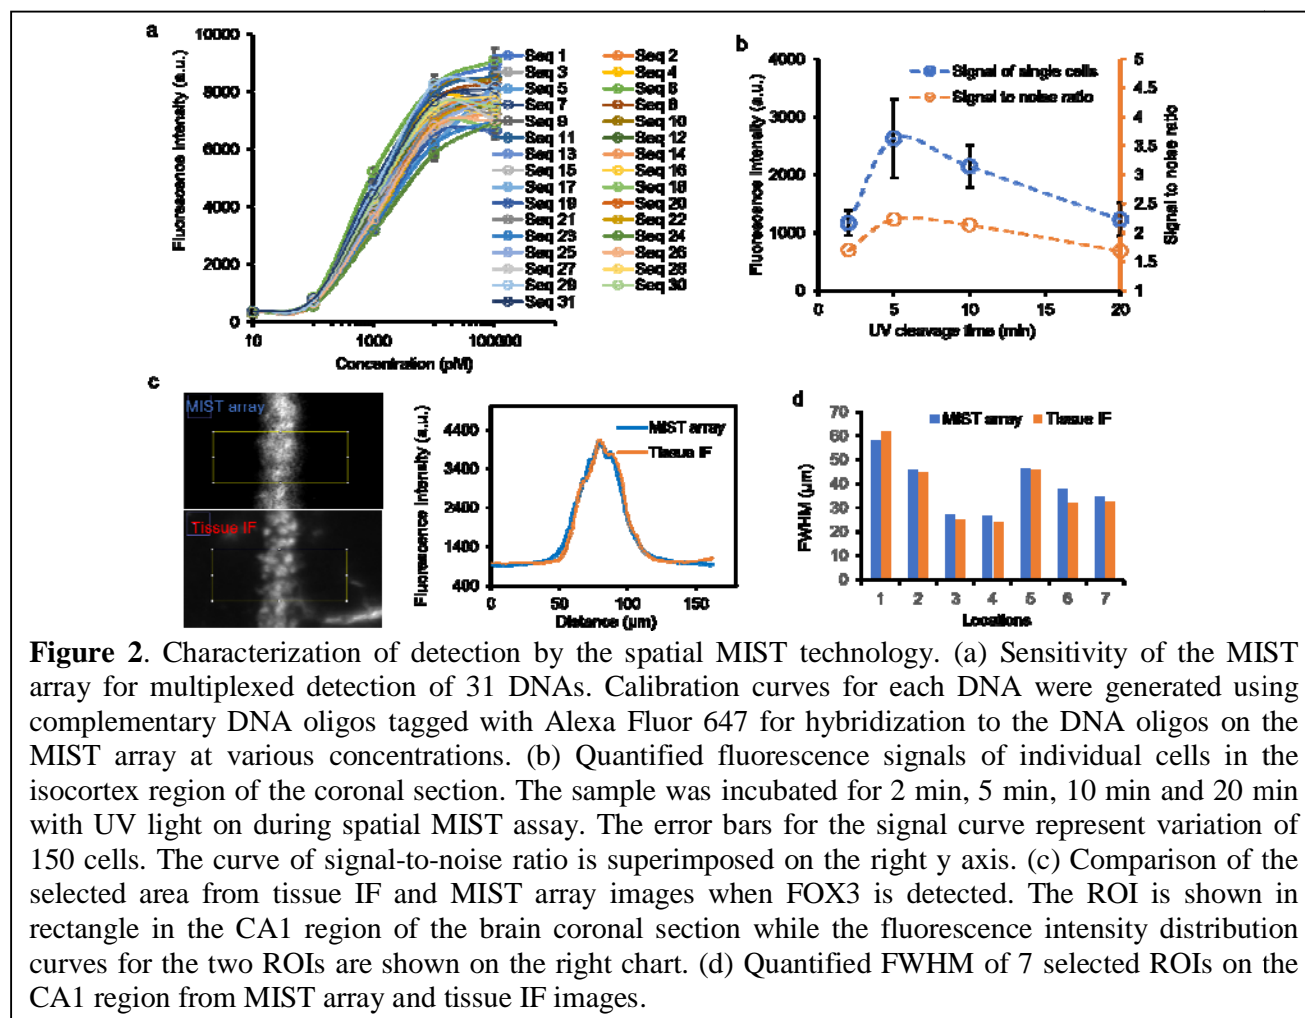 a
Fluorescence Intensity (a.u.)
10000
8000
6000
4000
2000
0
10
1000
100000
Concentration (pM)
Seq 1
Seq 2
Seq 3
Seq 4
Seq 5
Seq 6
Seq 7
Seq 8
Seq 9
Seq 10
Seq 11
Seq 12
Seq 13
Seq 14
Seq 15
Seq 16
Seq 17
Seq 18
Seq 19
Seq 20
Seq 21
Seq 22
Seq 23
Seq 24
Seq 25
Seq 26
Seq 27
Seq 28
Seq 29
Seq 30
Seq 31
b
Fluorescence Intensity (a.u.)
4000
3000
2000
1000
0
Signal of single cells
Signal to noise ratio
5
4.5
4
3.5
3
2.5
2
1.5
1
Signal to noise ratio
0
5
10
15
20
UV cleavage time (min)
c
MIST array
Tissue IF
Fluorescence Intensity (a.u.)
4400
3400
2400
1400
400
MIST array
Tissue IF
0
50
100
150
Distance (μm)
d
FWHM (μm)
70
60
50
40
30
20
10
0
MIST array
Tissue IF
1
2
3
4
5
6
7
Locations
Figure 2. Characterization of detection by the spatial MIST technology. (a) Sensitivity of the MIST
array for multiplexed detection of 31 DNAs. Calibration curves for each DNA were generated using
complementary DNA oligos tagged with Alexa Fluor 647 for hybridization to the DNA oligos on the
MIST array at various concentrations. (b) Quantified fluorescence signals of individual cells in the
isocortex region of the coronal section. The sample was incubated for 2 min, 5 min, 10 min and 20 min
with UV light on during spatial MIST assay. The error bars for the signal curve represent variation of
150 cells. The curve of signal-to-noise ratio is superimposed on the right y axis. (c) Comparison of the
selected area from tissue IF and MIST array images when FOX3 is detected. The ROI is shown in
rectangle in the CA1 region of the brain coronal section while the fluorescence intensity distribution
curves for the two ROIs are shown on the right chart. (d) Quantified FWHM of 7 selected ROIs on the
CA1 region from MIST array and tissue IF images.